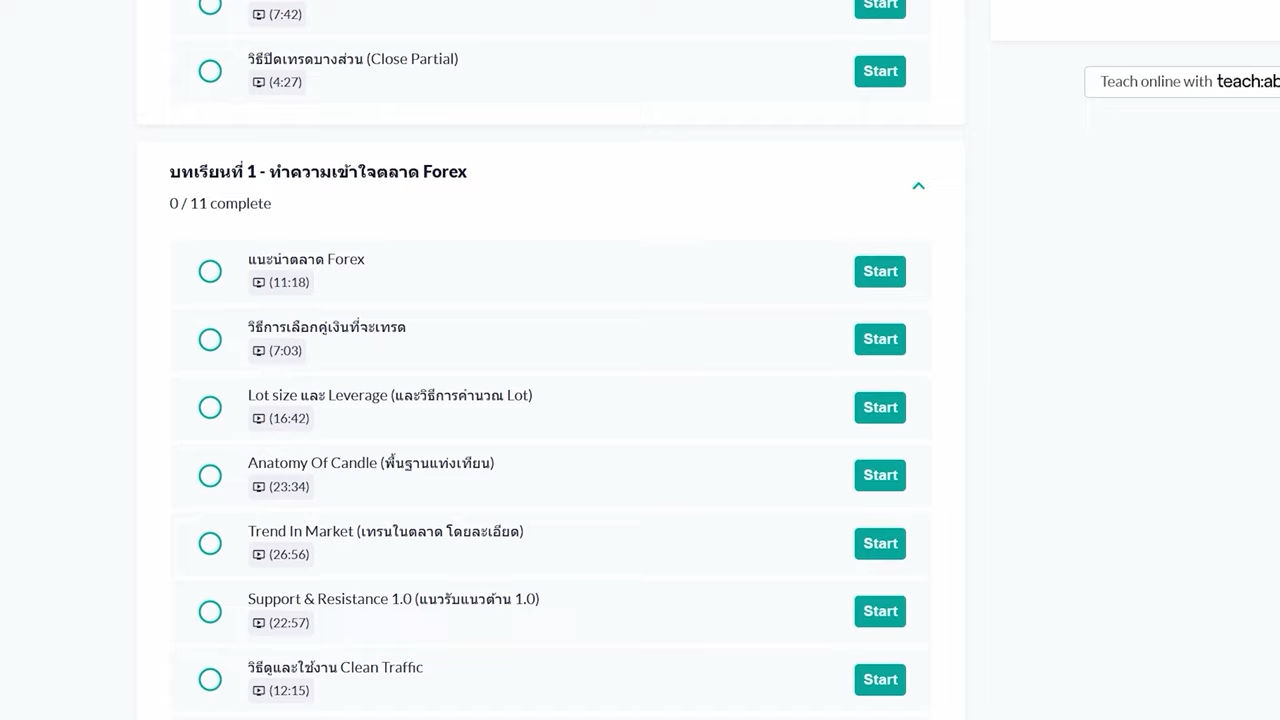 (7:42)
Start
วิธีปิดเทรดบางส่วน (Close Partial)
(4:27)
Start
Teach online with teach:ab
บทเรียนที่ 1 - ทำความเข้าใจตลาด Forex
0 / 11 complete
แนะนำตลาด Forex
(11:18)
Start
วิธีการเลือกคู่เงินที่จะเทรด
(7:03)
Start
Lot size และ Leverage (และวิธีการคำนวณ Lot)
(16:42)
Start
Anatomy Of Candle (พื้นฐานแท่งเทียน)
(23:34)
Start
Trend In Market (เทรนในตลาด โดยละเอียด)
(26:56)
Start
Support & Resistance 1.0 (แนวรับแนวต้าน 1.0)
(22:57)
Start
วิธีดูและใช้งาน Clean Traffic
(12:15)
Start